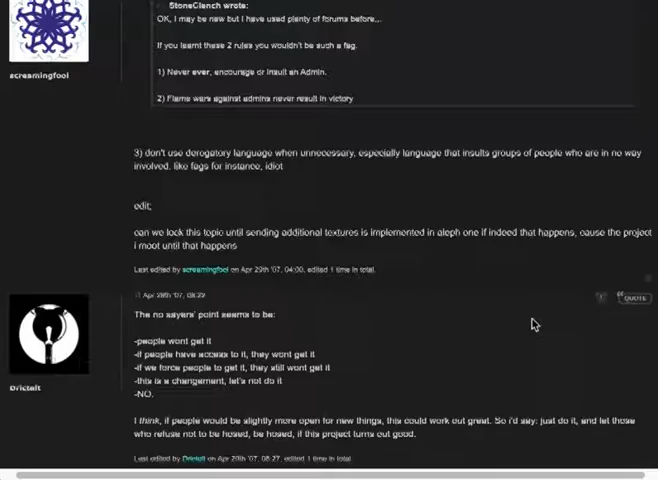 StoneClench wrote:
OK, I may be new but I have used plenty of forums before...
If you learnt these 2 rules you wouldn't be such a fag.
1) Never ever, encourage or insult an Admin.
2) Flame wars against admins never result in victory
screamingfool
3) don't use derogatory language when unnecessary, especially language that insults groups of people who are in no way
involved. like fags for instance, idiot
edit:
can we lock this topic until sending additional textures is implemented in aleph one if indeed that happens, cause the project
i moot until that happens
Last edited by screamingfool on Apr 29th '07, 04:00, edited 1 time in total.
Apr 29th '07, 08:22
QUOTE
The no sayers' point seems to be:
-people wont get it
-if people have access to it, they wont get it
-if we force people to get it, they still wont get it
-this is a changement, let's not do it
-NO.
Drictelt
I think, if people would be slightly more open for new things, this could work out great. So i'd say: just do it, and let those
who refuse not to be hosed, be hosed, if this project turns out good.
Last edited by Drictelt on Apr 29th '07, 08:27, edited 1 time in total.